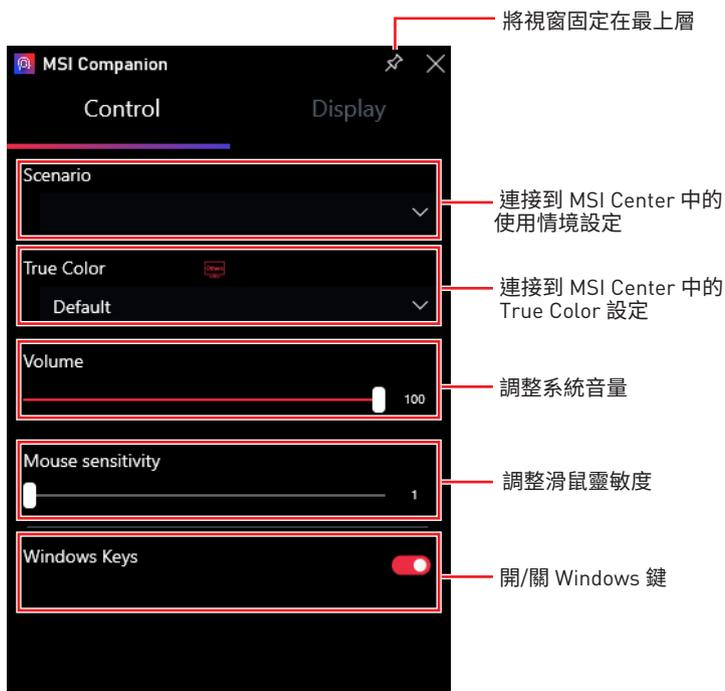 將視窗固定在最上層
MSI Companion
Control
Display
Scenario
連接到 MSI Center 中的
使用情境設定
True Color
Others
Default
連接到 MSI Center 中的
True Color 設定
Volume
100
調整系統音量
Mouse sensitivity
1
調整滑鼠靈敏度
Windows Keys
開/關 Windows 鍵